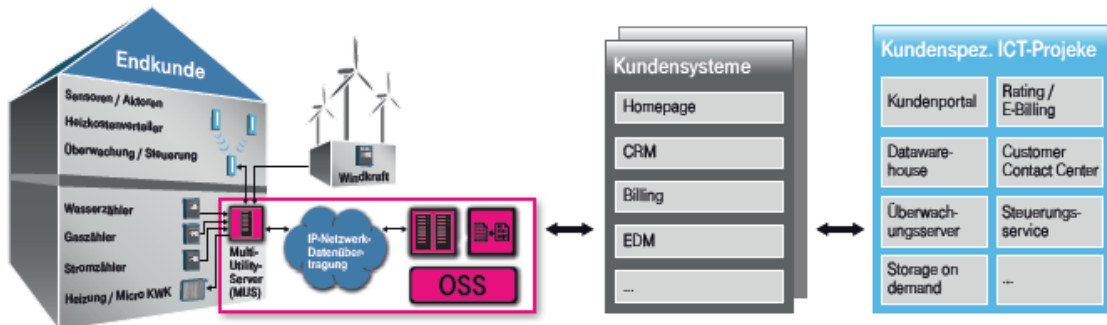 Endkunde
Sensoren / Aktoren
Heizkostenverteiler
Überwachung / Steuerung
Windkraft
Wasserzähler
Gaszähler
Stromzähler
Heizung / Micro KWK
Multi-
Utility-
Server
(MUS)
IP-Netzwerk-
Datenüber-
tragung
OSS
Kundensysteme
Homepage
CRM
Billing
EDM
...
Kundenspez. ICT-Projeke
Kundenportal
Rating /
E-Billing
Dataware-
house
Customer
Contact Center
Überwach-
ungsserver
Steuerungs-
service
Storage on
demand
...